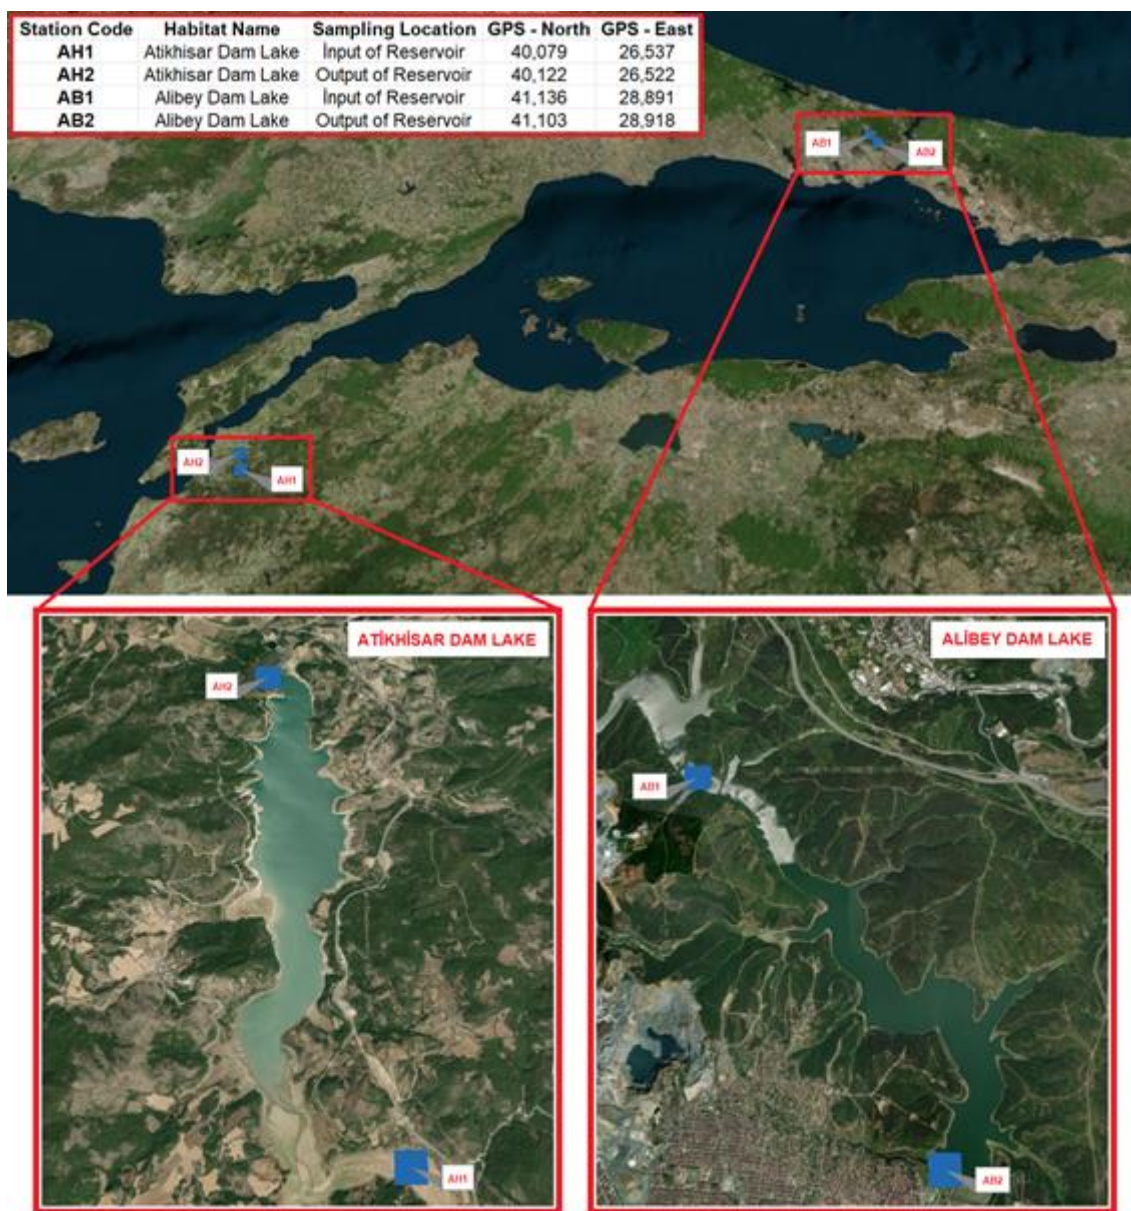 Station Code Habitat Name Sampling Location GPS - North GPS - East
AH1 Atikhisar Dam Lake İnput of Reservoir 40,079 26,537
AH2 Atikhisar Dam Lake Output of Reservoir 40,122 26,522
AB1 Alibey Dam Lake İnput of Reservoir 41,136 28,891
AB2 Alibey Dam Lake Output of Reservoir 41,103 28,918
AB1
AB2
AH2
AH1
ATİKHİSAR DAM LAKE
AH2
AH1
ALİBEY DAM LAKE
AB1
AB2